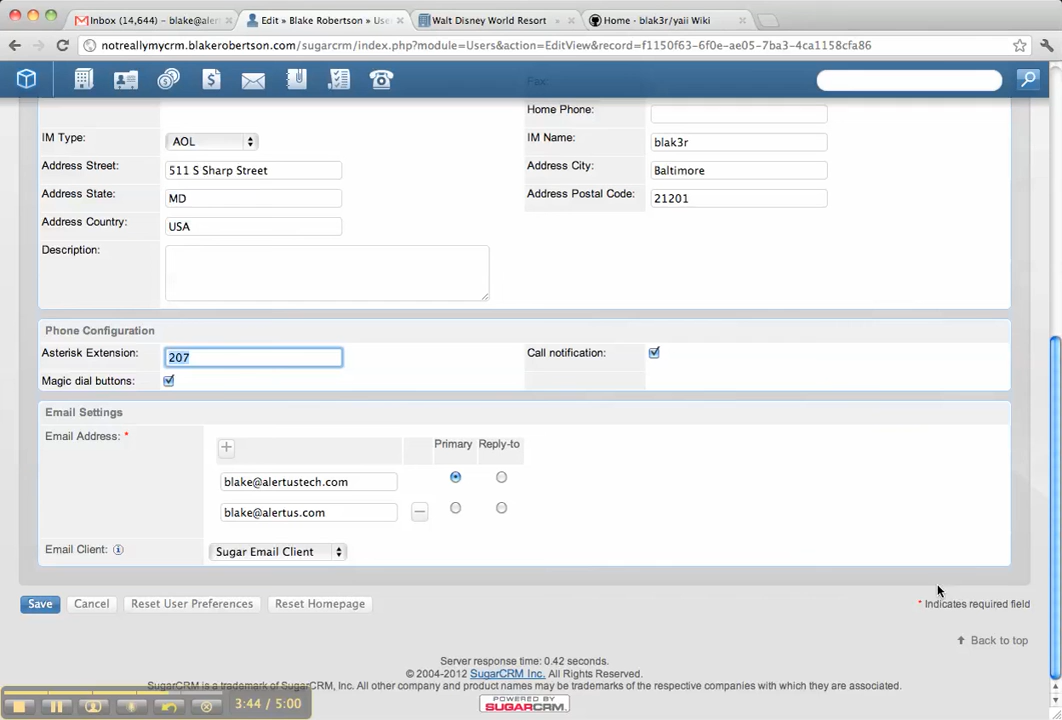 Inbox (14,644) – blake@aler
Edit » Blake Robertson » Use
Walt Disney World Resort
Home · blak3r/yaii Wiki
notreallymycrm.blakerobertson.com/sugarcrm/index.php?module=Users&action=EditView&record=f1150f63-6f0e-ae05-7ba3-4ca1158cfa86
Fax:
Home Phone:
IM Type:
AOL
IM Name:
blak3r
Address Street:
511 S Sharp Street
Address City:
Baltimore
Address State:
MD
Address Postal Code:
21201
Address Country:
USA
Description:
Phone Configuration
Asterisk Extension:
207
Call notification:
Magic dial buttons:
Email Settings
Email Address: *
Primary Reply-to
blake@alertustech.com
blake@alertus.com
Email Client:
Sugar Email Client
Save Cancel Reset User Preferences Reset Homepage
* Indicates required field
Back to top
Server response time: 0.42 seconds.
© 2004-2012 SugarCRM Inc. All Rights Reserved.
SugarCRM is a trademark of SugarCRM, Inc. All other company and product names may be trademarks of the respective companies with which they are associated.
POWERED BY
SUGARCRM
3:44 / 5:00